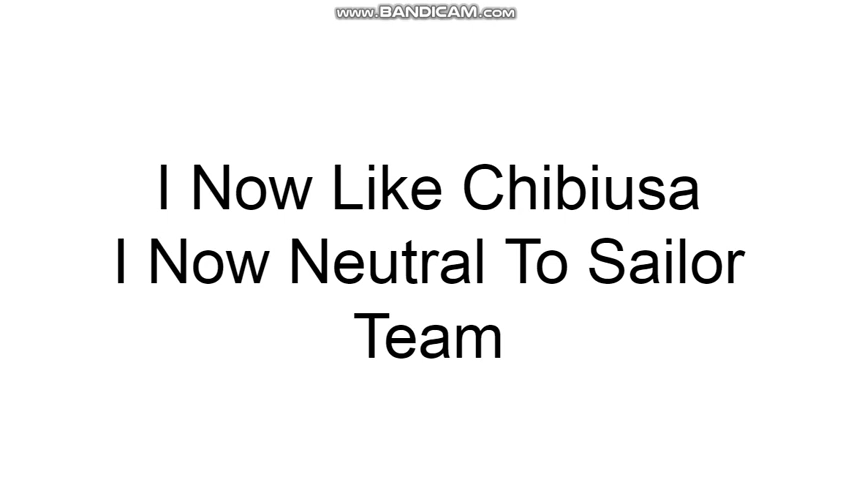 www.BANDICAM.com
I Now Like Chibiusa
I Now Neutral To Sailor
Team